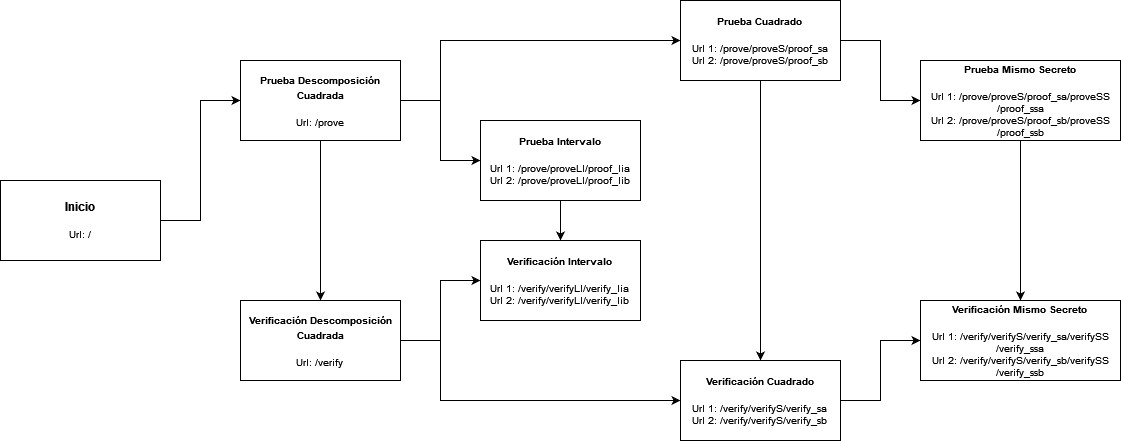 Inicio
Url: /
Prueba Descomposición
Cuadrada
Url: /prove
Verificación Descomposición
Cuadrada
Url: /verify
Prueba Intervalo
Url 1: /prove/proveLI/proof_lia
Url 2: /prove/proveLI/proof_lib
Verificación Intervalo
Url 1: /verify/verifyLI/verify_lia
Url 2: /verify/verifyLI/verify_lib
Prueba Cuadrado
Url 1: /prove/proveS/proof_sa
Url 2: /prove/proveS/proof_sb
Verificación Cuadrado
Url 1: /verify/verifyS/verify_sa
Url 2: /verify/verifyS/verify_sb
Prueba Mismo Secreto
Url 1: /prove/proveS/proof_sa/proveSS
/proof_ssa
Url 2: /prove/proveS/proof_sb/proveSS
/proof_ssb
Verificación Mismo Secreto
Url 1: /verify/verifyS/verify_sa/verifySS
/verify_ssa
Url 2: /verify/verifyS/verify_sb/verifySS
/verify_ssb